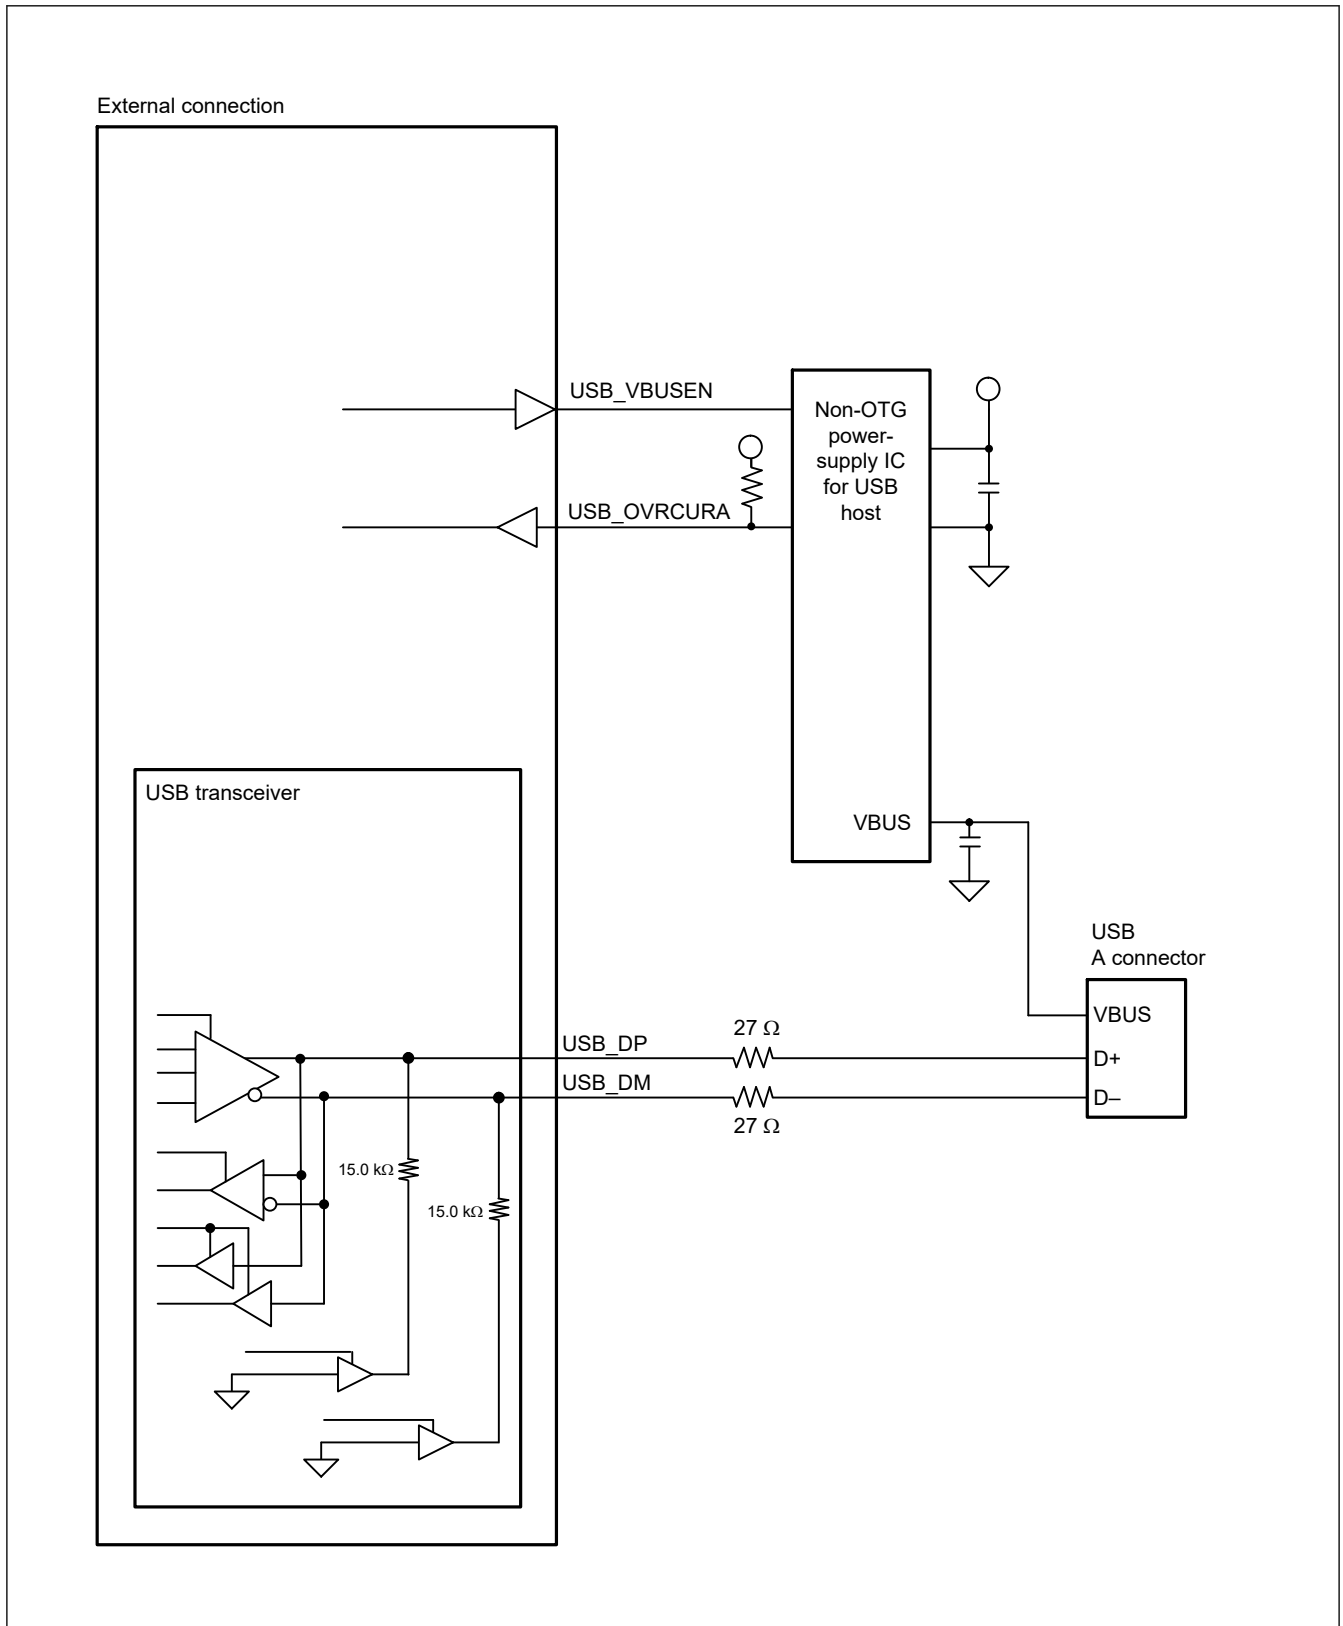 External connection
USB_VBUSEN
Non-OTG
power-
supply IC
for USB
host
USB_OVRCURA
USB transceiver
VBUS
USB
A connector
VBUS
27 Ω
USB_DP
D+
USB_DM
D–
27 Ω
15.0 kΩ
15.0 kΩ